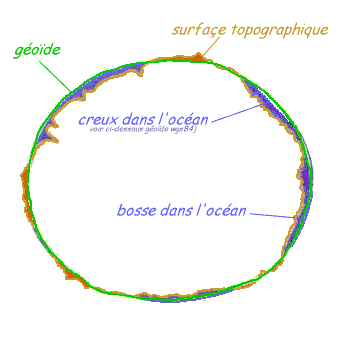 surface topographique
géoïde
creux dans l'océan
voir ci-dessous géoïde wgs84)
bosse dans l'océan